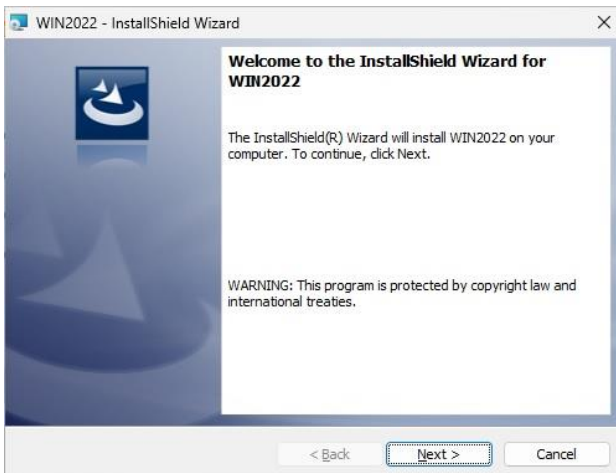 WIN2022 - InstallShield Wizard
Welcome to the InstallShield Wizard for
WIN2022
The InstallShield(R) Wizard will install WIN2022 on your
computer. To continue, click Next.
WARNING: This program is protected by copyright law and
international treaties.
< Back Next > Cancel